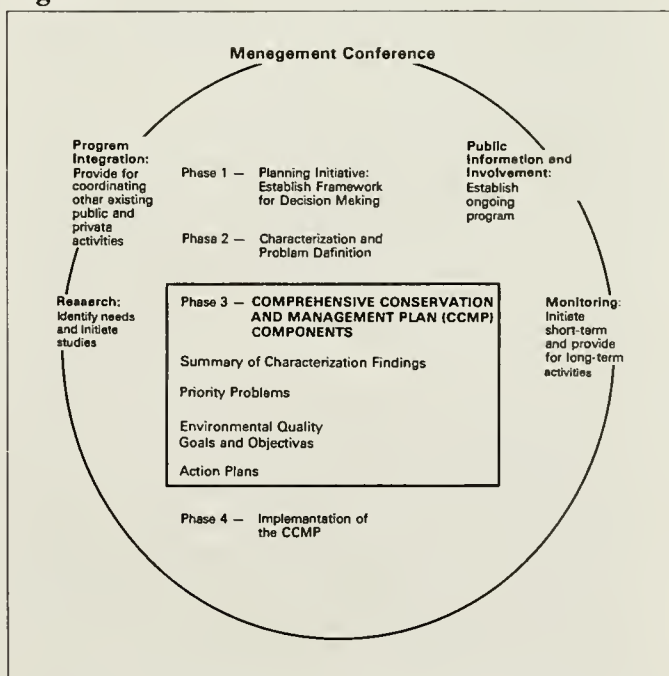 Menegement Conference
Program
Integration:
Provide for
coordinating
other existing
public and
private
activities
Phase 1 — Planning Initiative:
Establish Framework
for Decision Meking
Public
Information and
Involvement:
Establish
ongoing
program
Phase 2 — Characterization and
Problem Definition
Research:
Identify needs
and Initiate
studies
Phase 3 — COMPREHENSIVE CONSERVATION
AND MANAGEMENT PLAN (CCMP)
COMPONENTS
Summary of Characterization Findings
Priority Problems
Environmental Quality
Goals and Objectivas
Action Plans
Monitoring:
Initiate
short-term
and provide
for long-term
activities
Phase 4 — Implamantation of
the CCMP